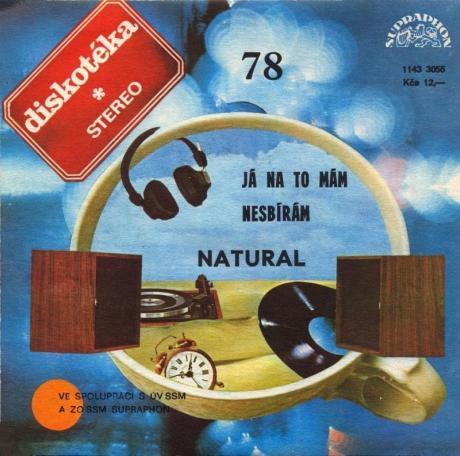 diskotéka
*
STEREO
78
SUPRAPHON
1143 3055
Kčs 12,—
JÁ NA TO MÁM
NESBÍRÁM
NATURAL
VE SPOLUPRÁCI S ÚV SSM
A ZO SSM SUPRAPHON